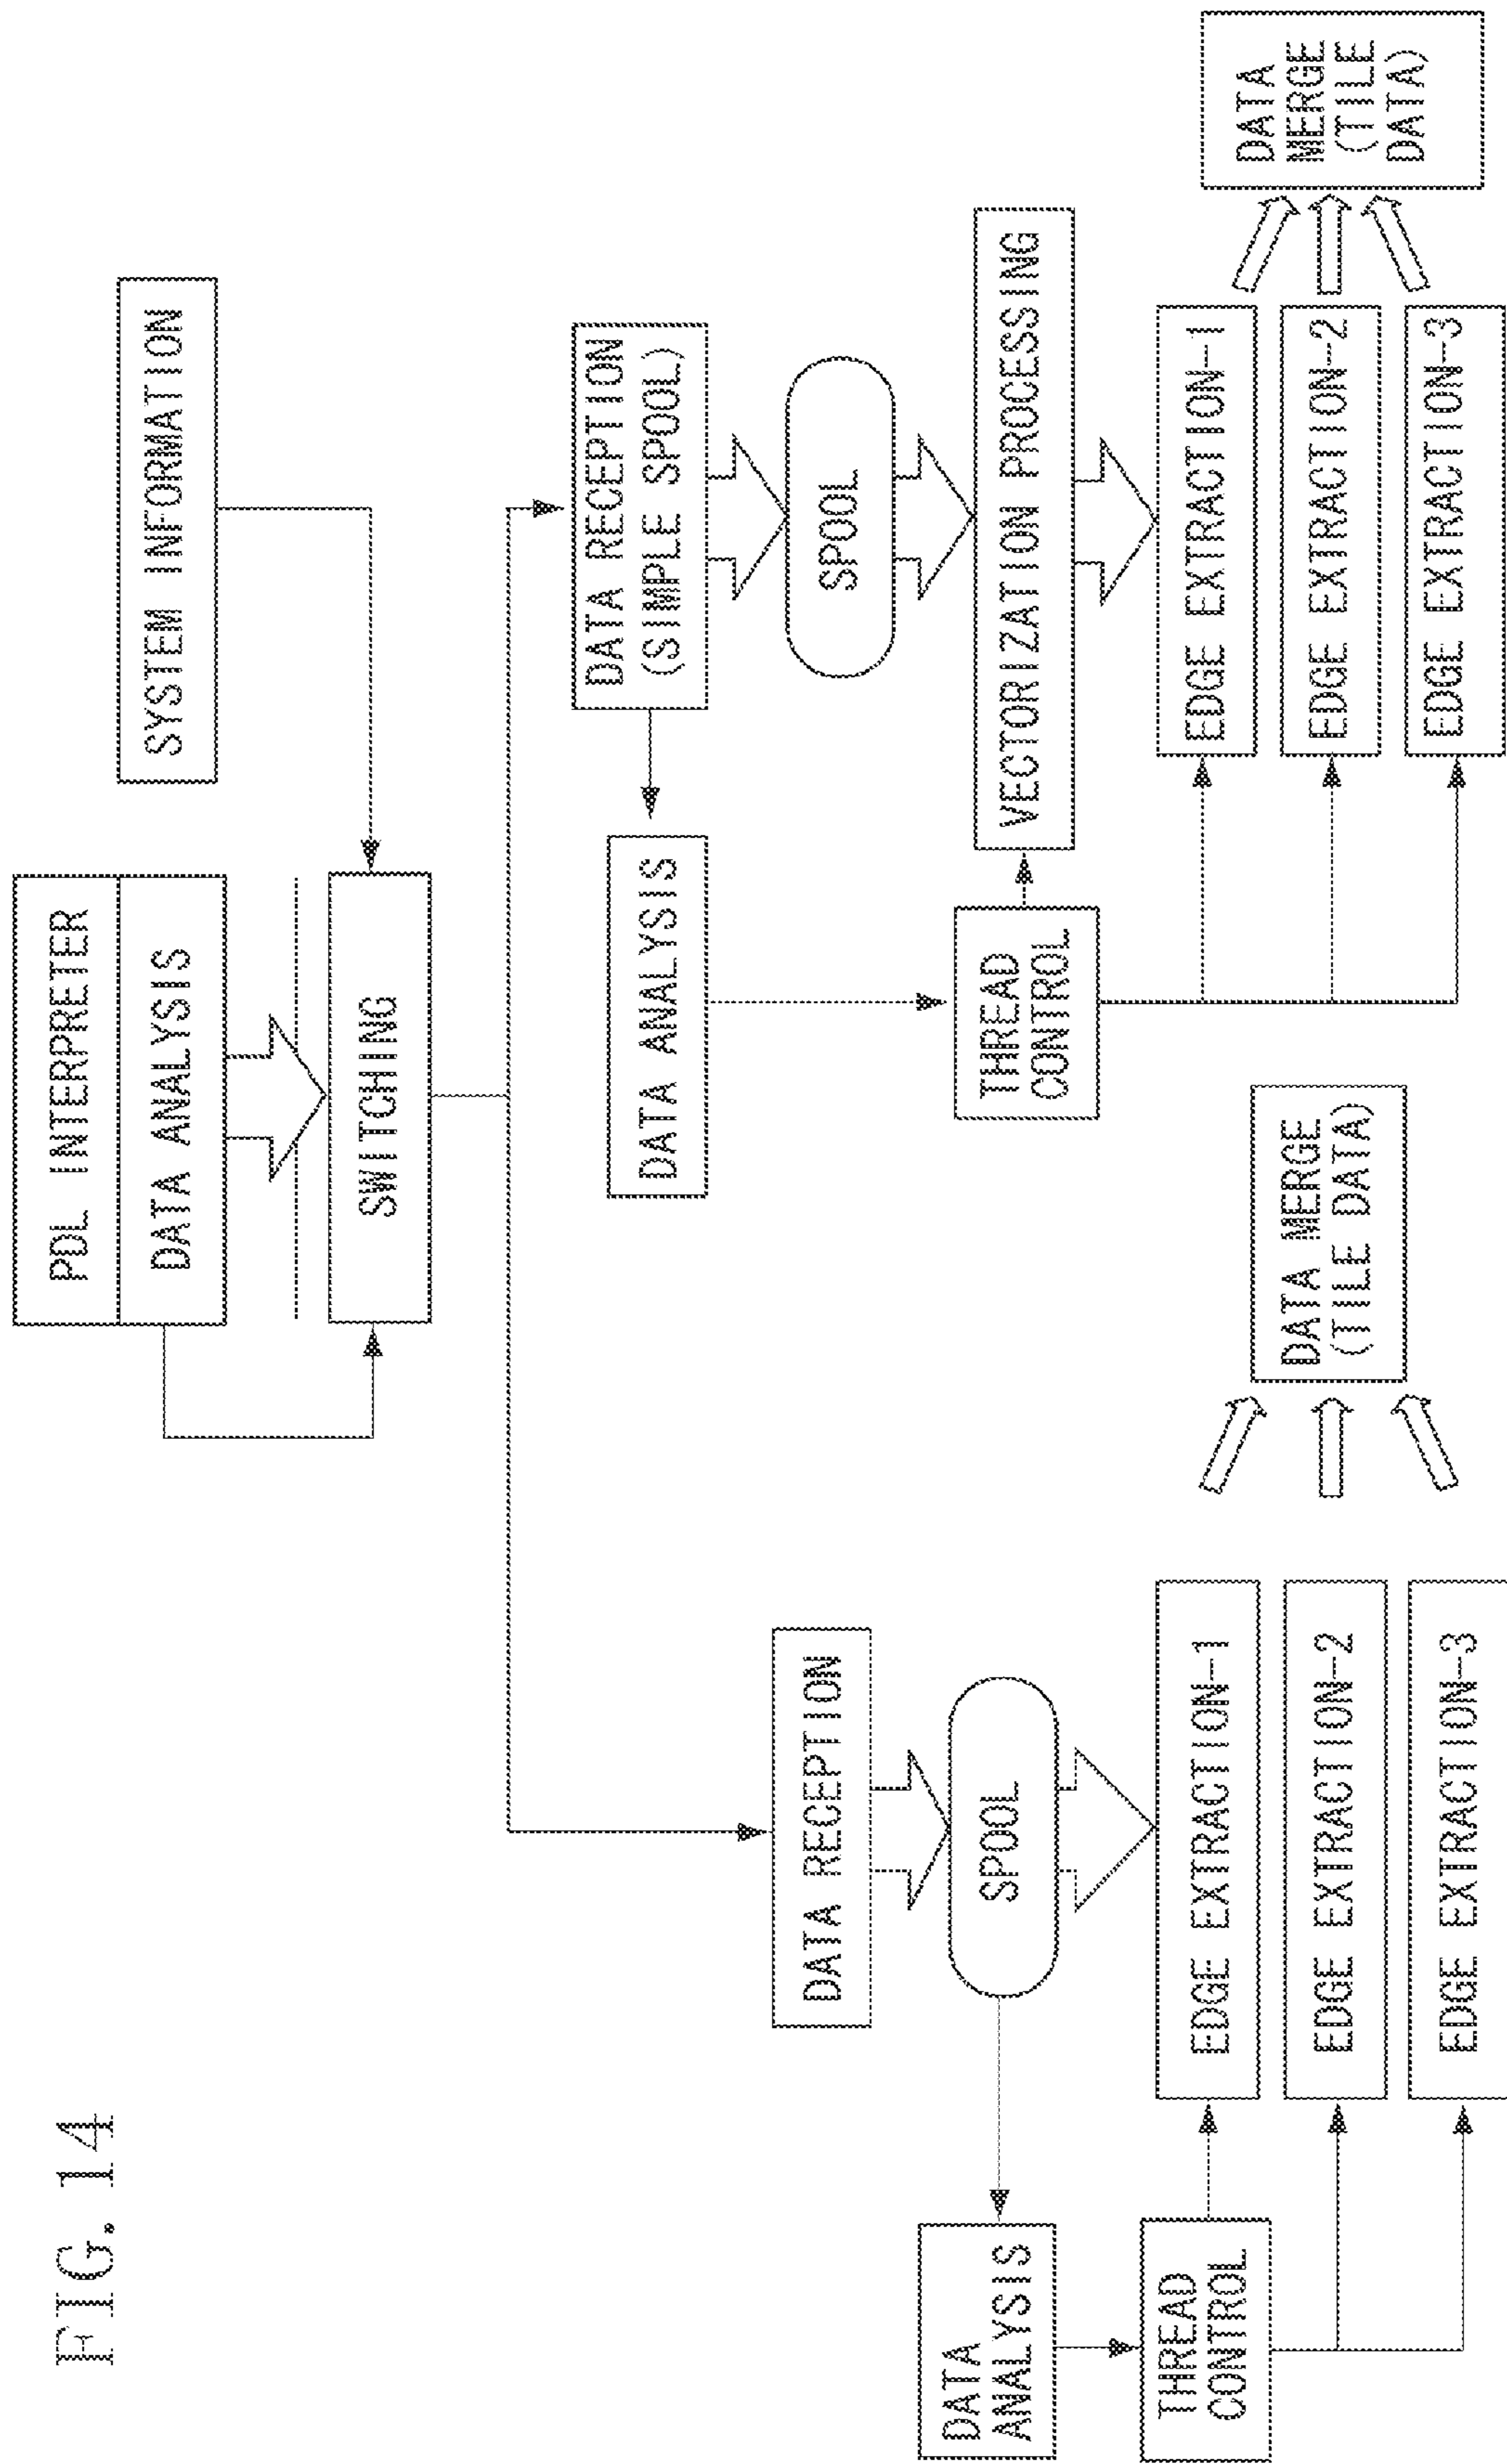 FIG. 14
PDL INTERPRETER
DATA ANALYSIS
SYSTEM INFORMATION
SWITCHING
DATA RECEPTION
SPOOL
DATA
ANALYSIS
THREAD
CONTROL
EDGE EXTRACTION-1
EDGE EXTRACTION-2
EDGE EXTRACTION-3
DATA MERGE
(TILE DATA)
DATA RECEPTION
(SIMPLE SPOOL)
DATA ANALYSIS
SPOOL
THREAD
CONTROL
VECTORIZATION PROCESSING
EDGE EXTRACTION-1
EDGE EXTRACTION-2
EDGE EXTRACTION-3
DATA
MERGE
(TILE
DATA)